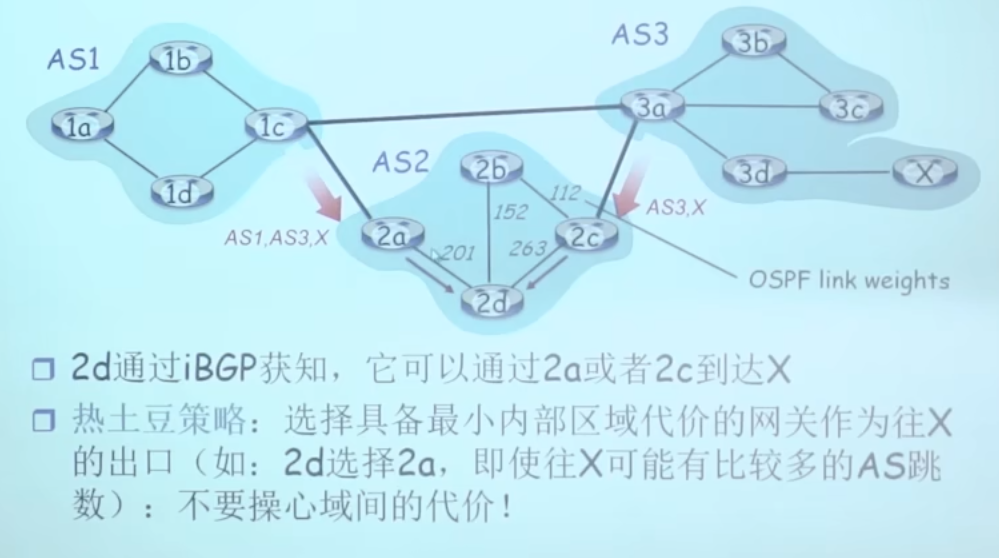 AS1
1b
1a
1c
1d
AS3
3b
3a
3c
3d
X
AS2
2b
112
152
2a
201
263
2c
2d
AS1,AS3,X
AS3,X
OSPF link weights
2d通过iBGP获知，它可以通过2a或者2c到达X
热土豆策略：选择具备最小内部区域代价的网关作为往X
的出口（如：2d选择2a，即使往X可能有比较多的AS跳
数）：不要操心域间的代价！